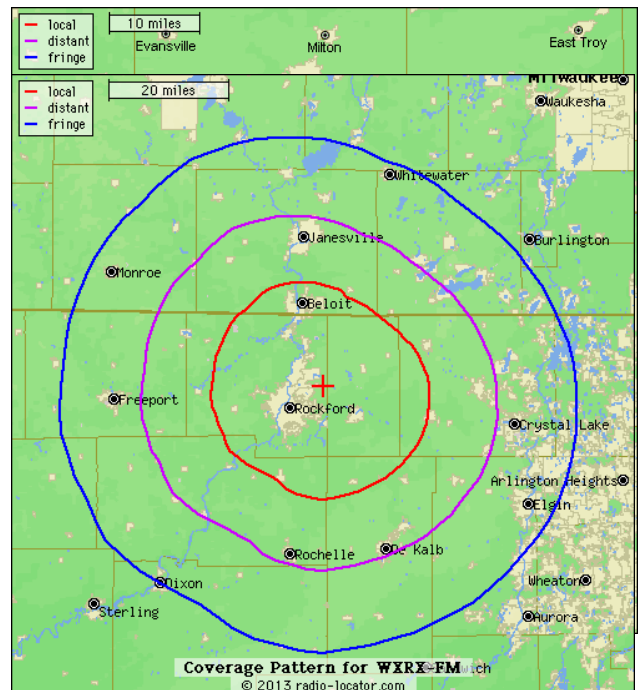 local
distant
fringe
10 miles
Evansville
Milton
East Troy
local
distant
fringe
20 miles
Milwaukee
Waukesha
Whitewater
Janesville
Burlington
Monroe
Beloit
Freeport
Rockford
Crystal Lake
Arlington Heights
Elgin
Rochelle
De Kalb
Dixon
Wheaton
Sterling
Aurora
Coverage Pattern for WXRX-FM
© 2013 radio-locator.com